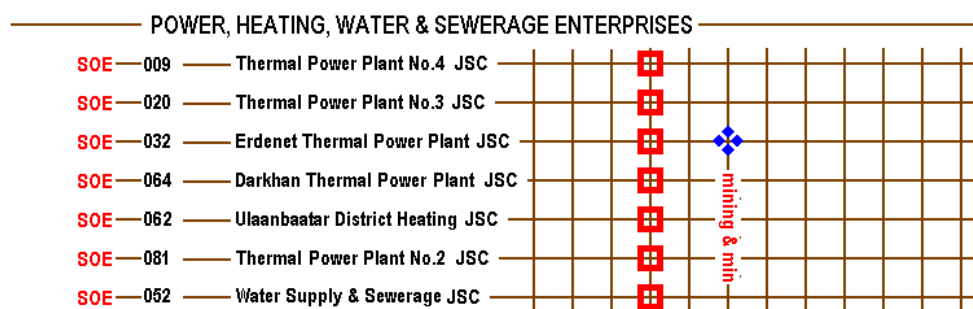 POWER, HEATING, WATER & SEWERAGE ENTERPRISES
SOE 009 Thermal Power Plant No.4 JSC
SOE 020 Thermal Power Plant No.3 JSC
SOE 032 Erdenet Thermal Power Plant JSC
SOE 064 Darkhan Thermal Power Plant JSC
SOE 062 Ulaanbaatar District Heating JSC
SOE 081 Thermal Power Plant No.2 JSC
SOE 052 Water Supply & Sewerage JSC
mining & min